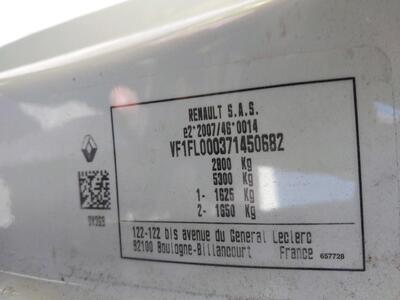 RENAULT S.A.S.
e2*2007/46*0014
VF1FL000371450682
2800 Kg
5300 Kg
1- 1625 Kg
2- 1650 Kg
122-122 bis avenue du General Leclerc
92100 Boulogne-Billancourt France 657728